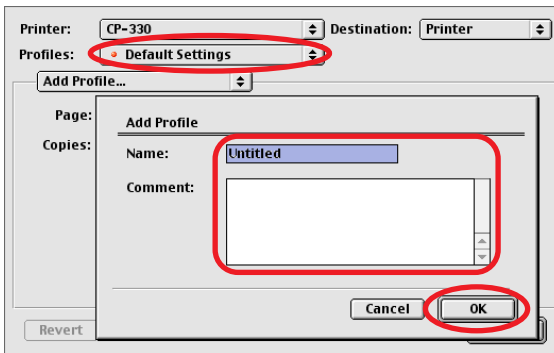 Printer: CP-330 Destination: Printer
Profiles: Default Settings
Add Profile...
Page:
Copies:
Add Profile
Name: Untitled
Comment:
Cancel OK
Revert